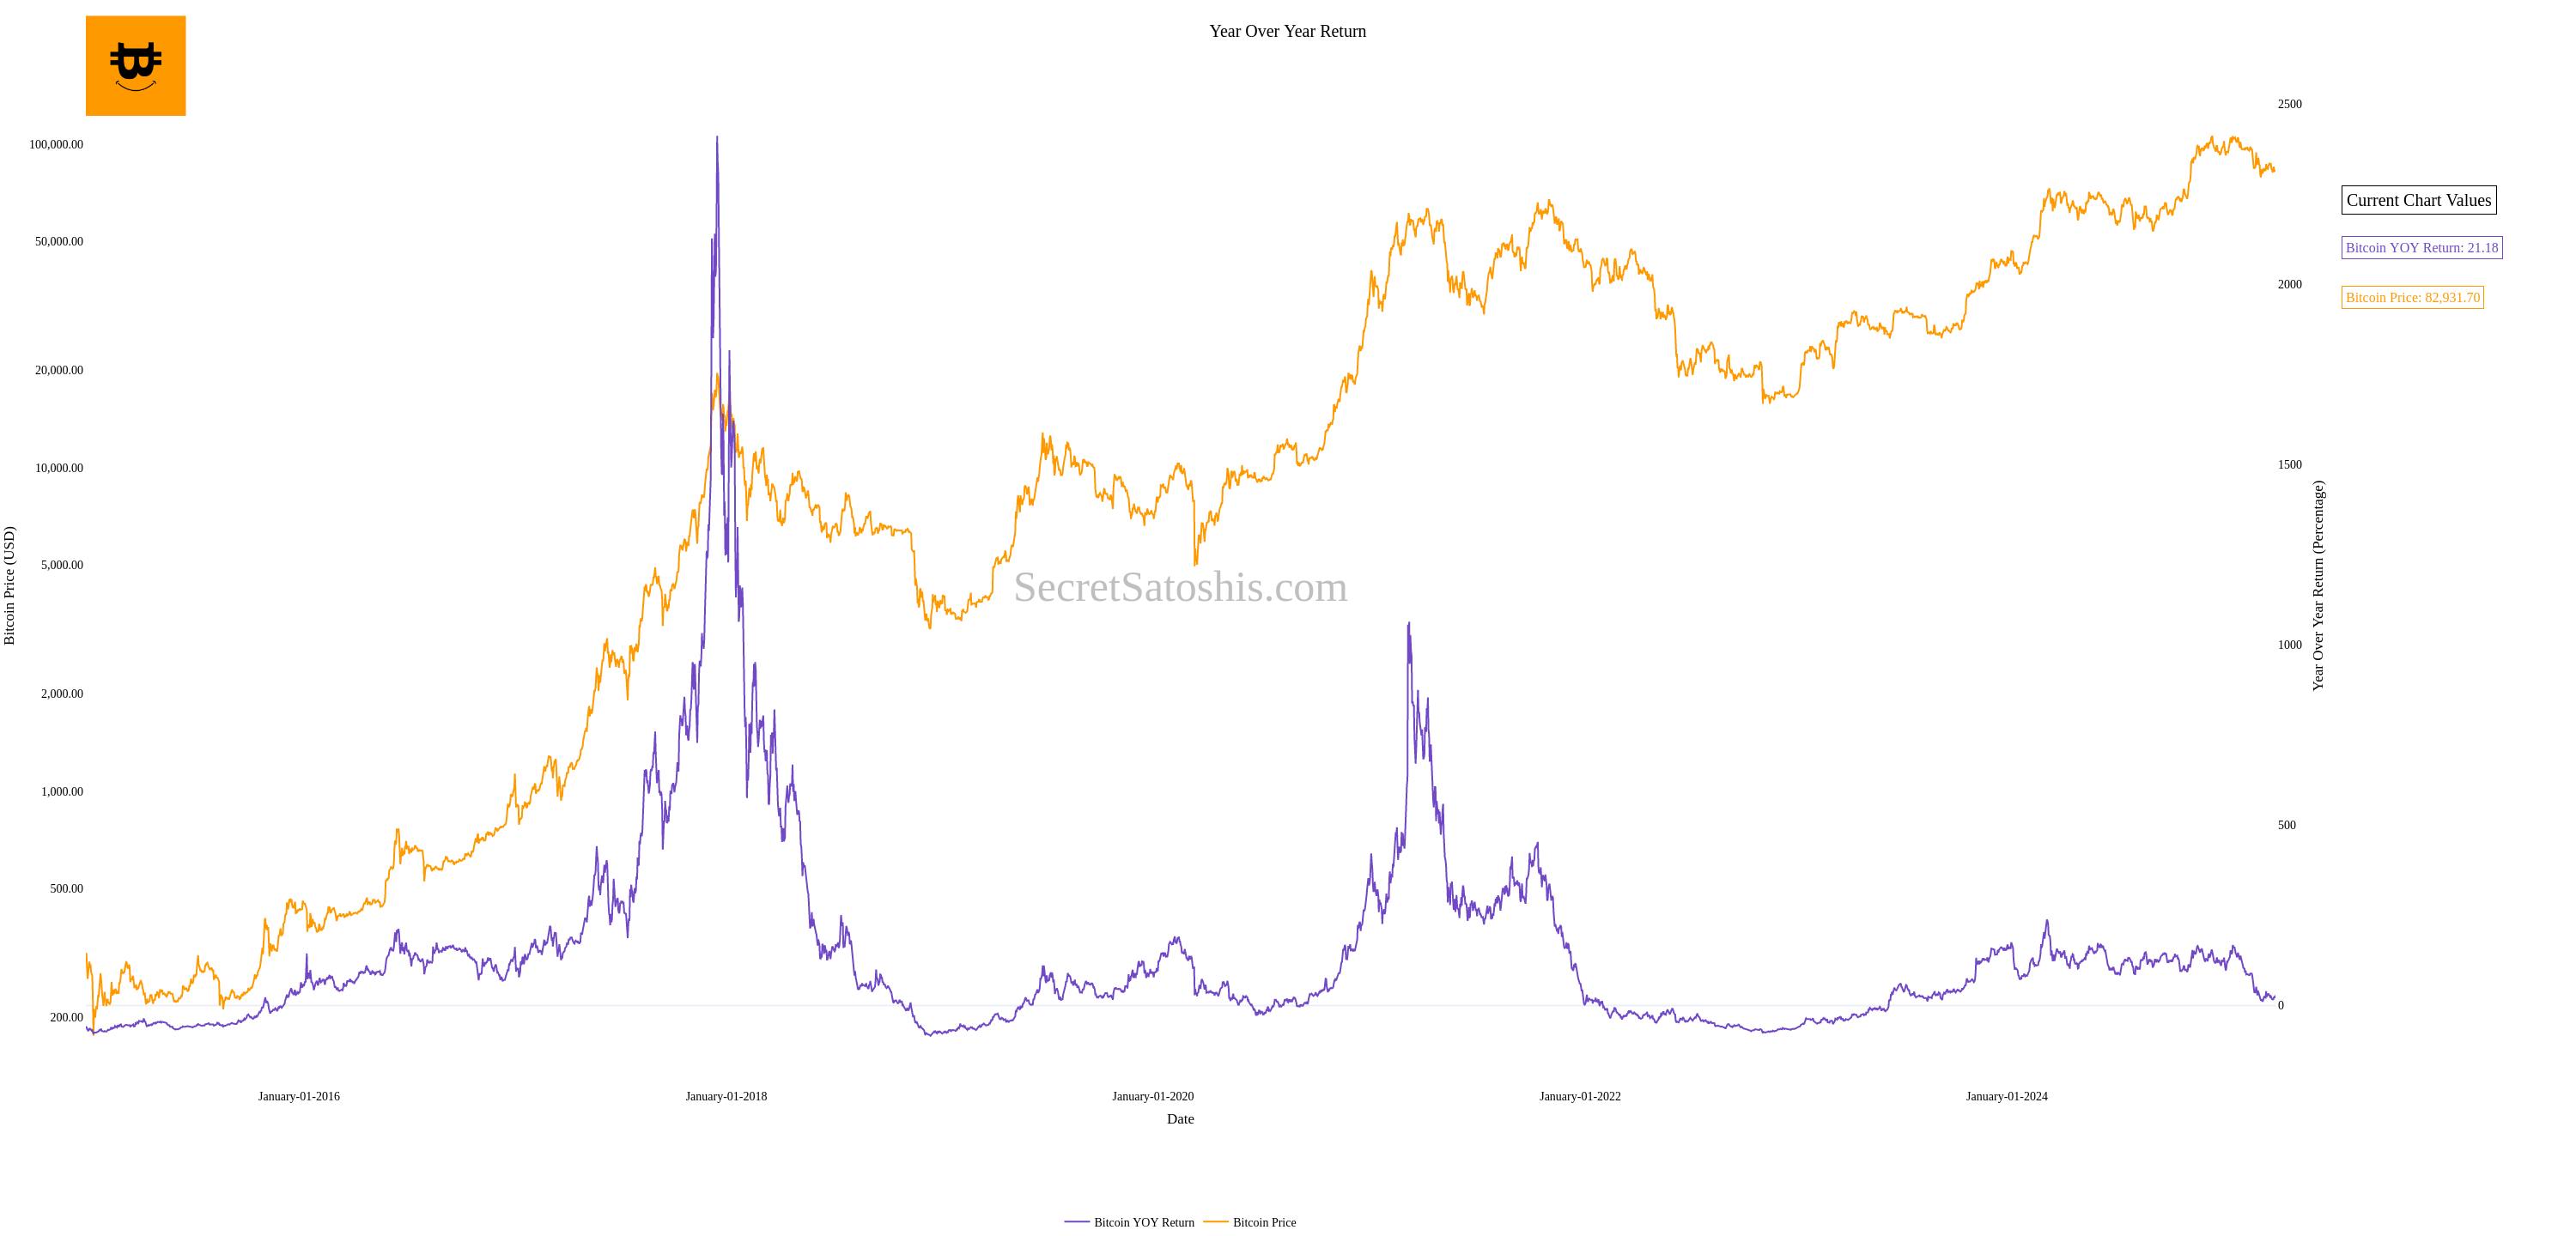 Year Over Year Return
2500
100,000.00
Current Chart Values
50,000.00
Bitcoin YOY Return: 21.18
2000
Bitcoin Price: 82,931.70
20,000.00
10,000.00
1500
5,000.00
Bitcoin Price (USD)
SecretSatoshis.com
Year Over Year Return (Percentage)
1000
2,000.00
1,000.00
500
500.00
200.00
0
January-01-2016
January-01-2018
January-01-2020
January-01-2022
January-01-2024
Date
Bitcoin YOY Return
Bitcoin Price